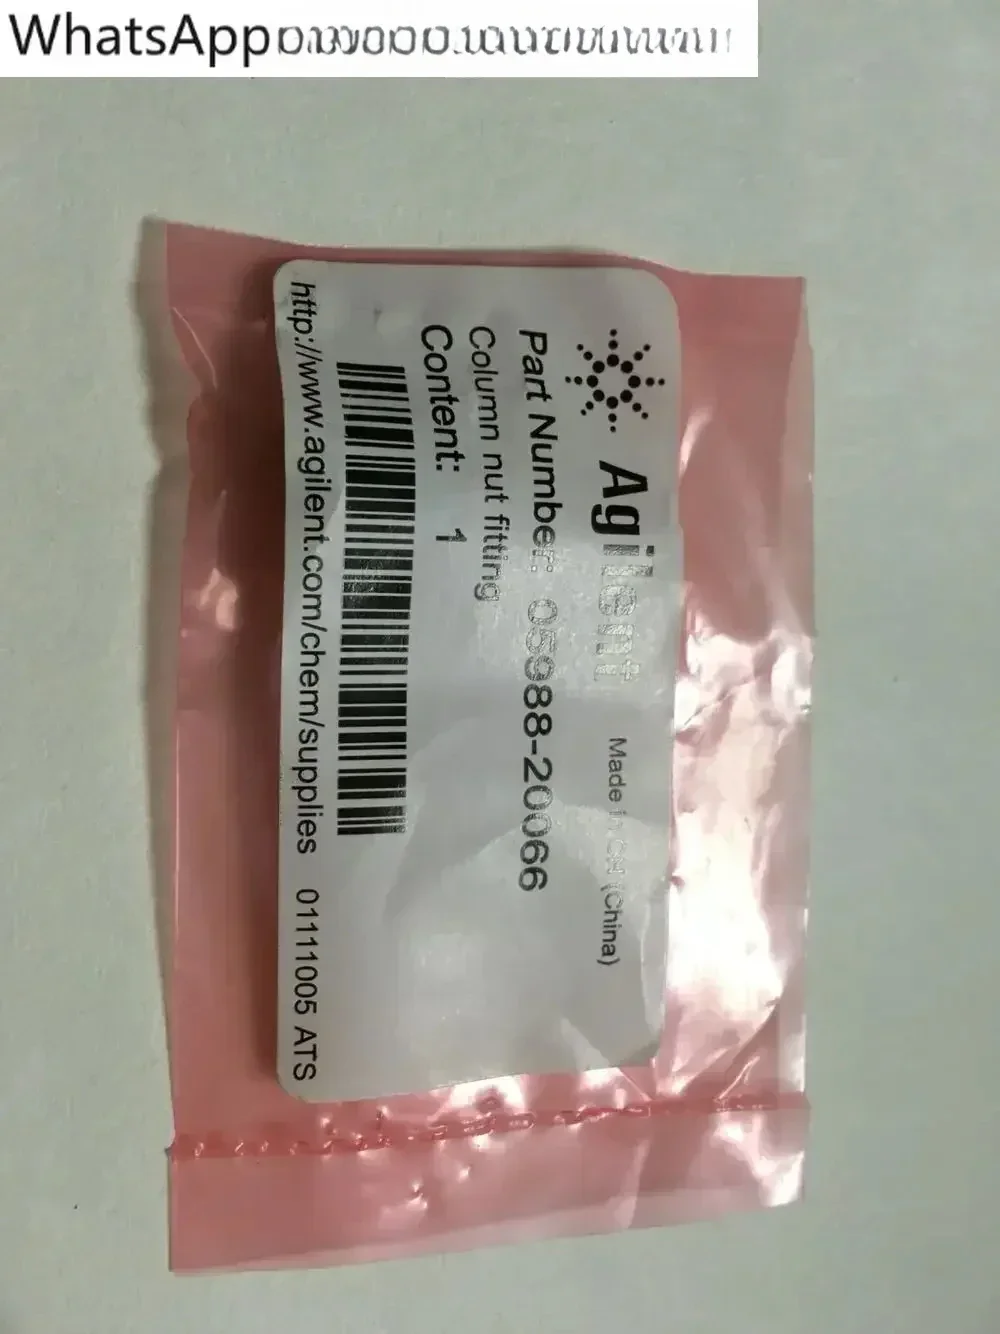 WhatsApp
Agilent
Made in CH (China)
Part Number: 05988-20066
Column nut fitting
Content: 1
http://www.agilent.com/chem/supplies 01111005 ATS